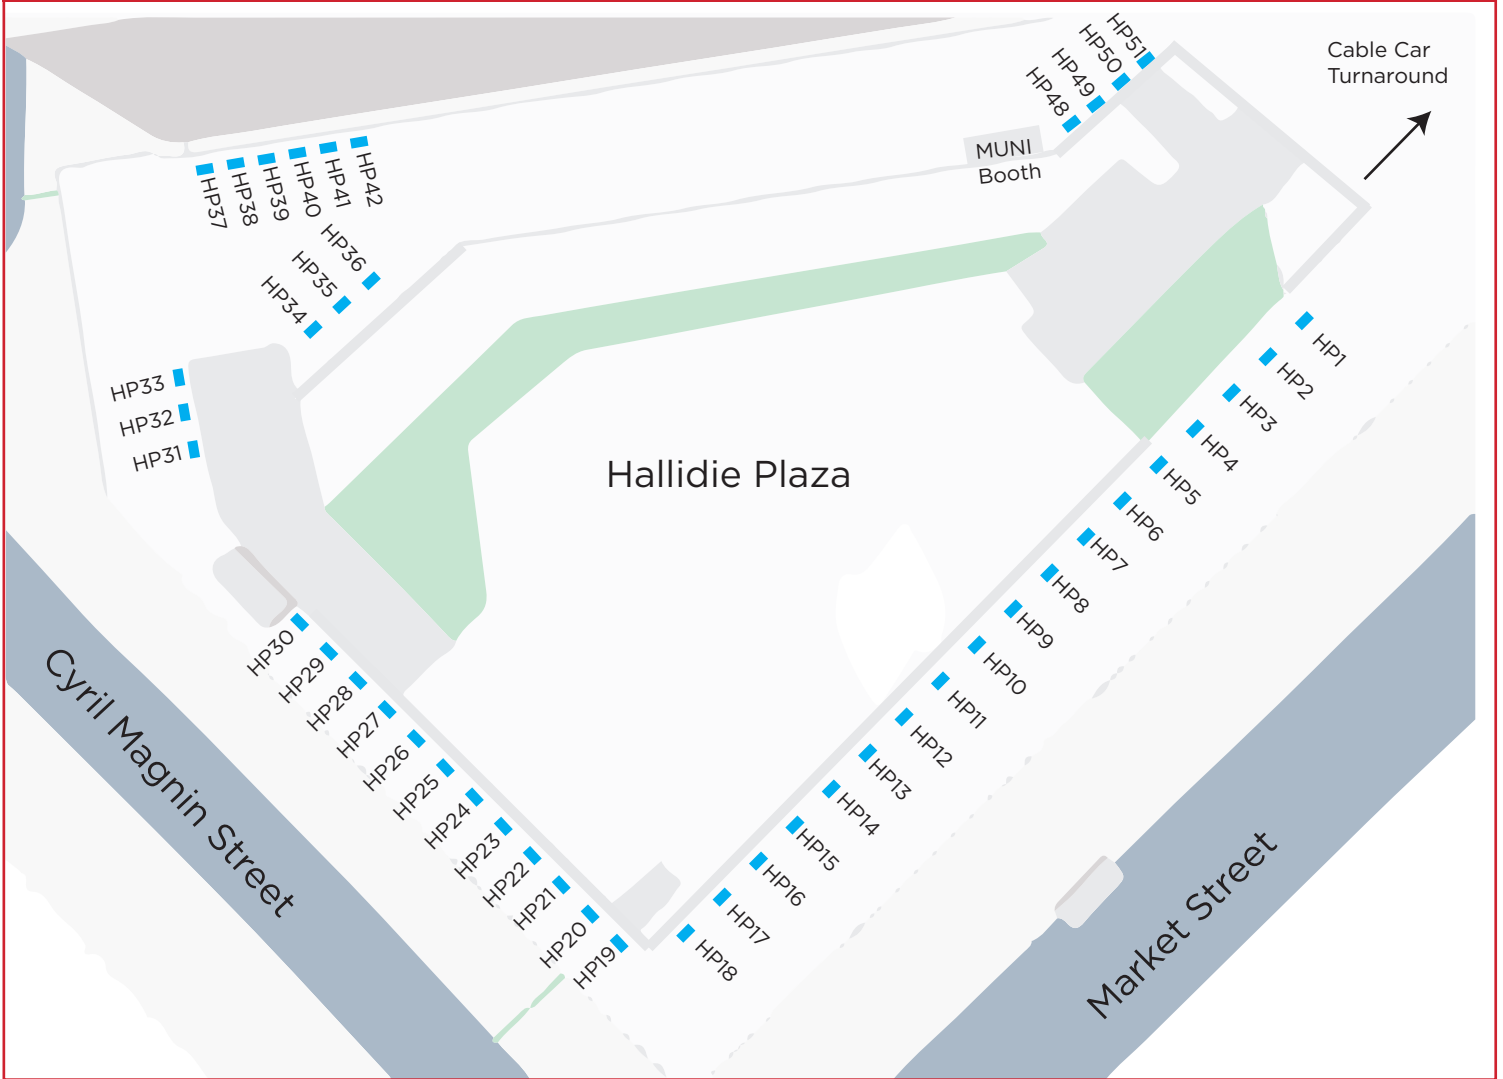 HP51
HP50
HP49
HP48
Cable Car
Turnaround
MUNI
Booth
HP37
HP38
HP39
HP40
HP41
HP42
HP36
HP35
HP34
HP33
HP32
HP31
Hallidie Plaza
HP1
HP2
HP3
HP4
HP5
HP6
HP7
HP8
HP9
HP10
HP11
HP12
HP13
HP14
HP15
HP16
HP17
HP18
HP30
HP29
HP28
HP27
HP26
HP25
HP24
HP23
HP22
HP21
HP20
HP19
Cyril Magnin Street
Market Street